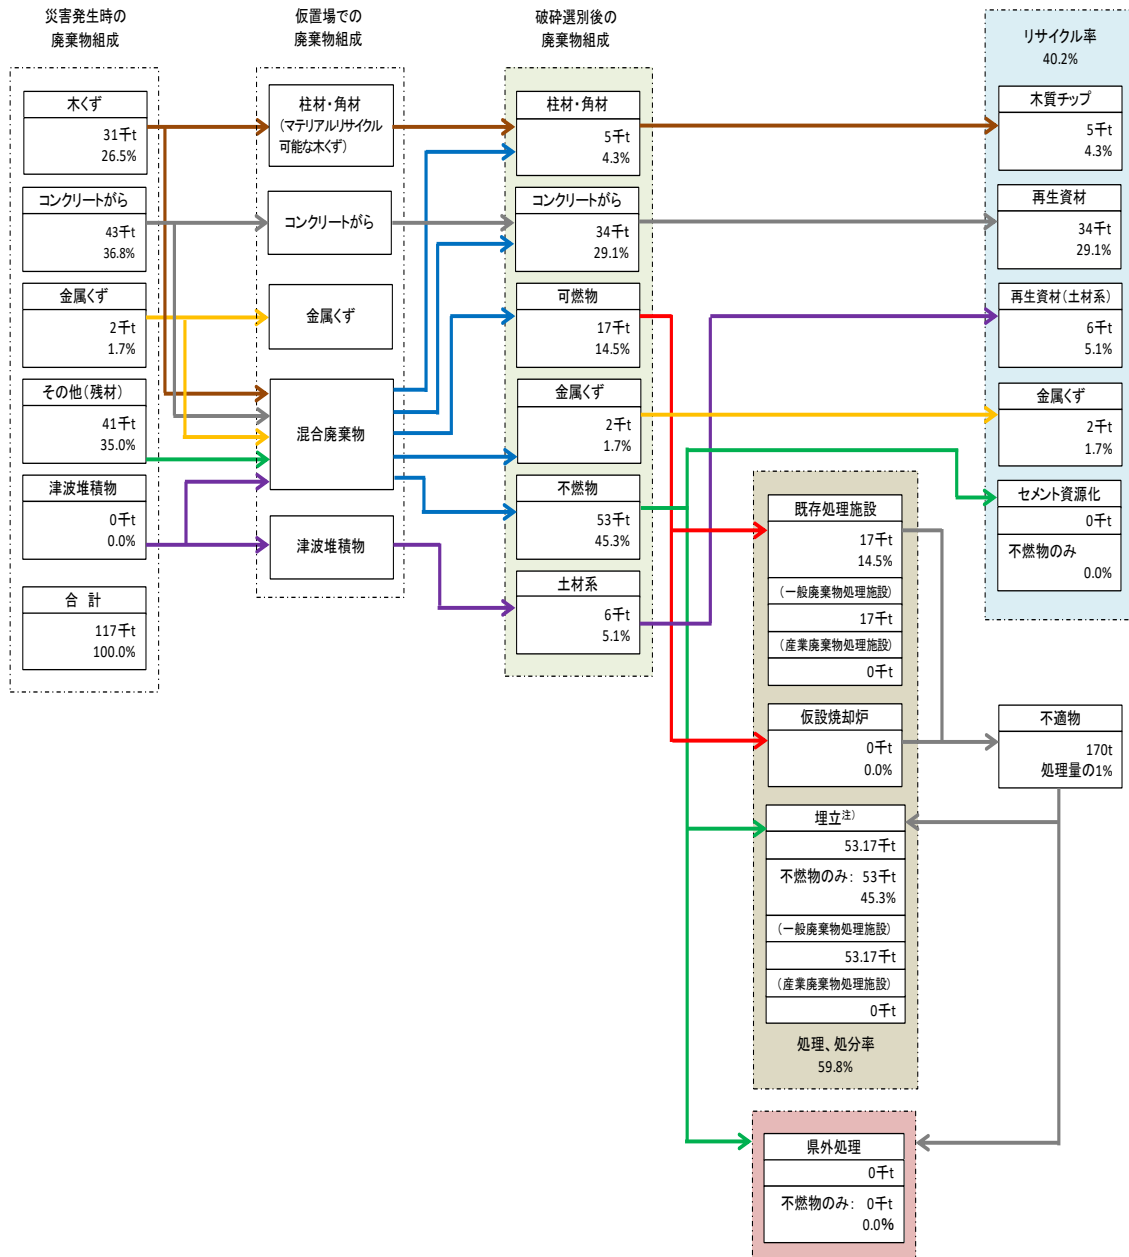 災害発生時の
廃棄物組成
木くず
31千t
26.5%
コンクリートがら
43千t
36.8%
金属くず
2千t
1.7%
その他(残材)
41千t
35.0%
津波堆積物
0千t
0.0%
合 計
117千t
100.0%
仮置場での
廃棄物組成
柱材・角材
(マテリアルリサイクル
可能な木くず)
コンクリートがら
金属くず
混合廃棄物
津波堆積物
破砕選別後の
廃棄物組成
柱材・角材
5千t
4.3%
コンクリートがら
34千t
29.1%
可燃物
17千t
14.5%
金属くず
2千t
1.7%
不燃物
53千t
45.3%
土材系
6千t
5.1%
既存処理施設
17千t
14.5%
(一般廃棄物処理施設)
17千t
(産業廃棄物処理施設)
0千t
仮設焼却炉
0千t
0.0%
埋立注)
53.17千t
不燃物のみ: 53千t
45.3%
(一般廃棄物処理施設)
53.17千t
(産業廃棄物処理施設)
0千t
処理、処分率
59.8%
県外処理
0千t
不燃物のみ: 0千t
0.0%
リサイクル率
40.2%
木質チップ
5千t
4.3%
再生資材
34千t
29.1%
再生資材(土材系)
6千t
5.1%
金属くず
2千t
1.7%
セメント資源化
0千t
不燃物のみ
0.0%
不適物
170t
処理量の1%